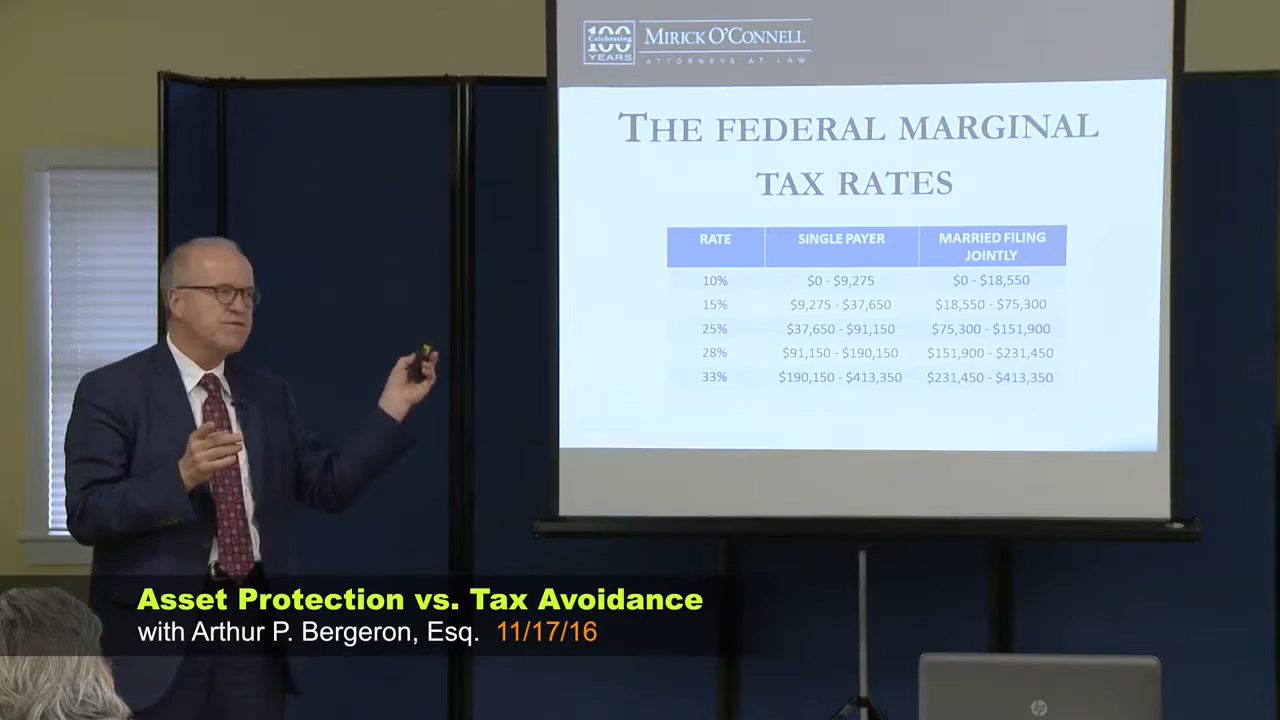 Celebrating
100
YEARS
MIRICK O'CONNELL
ATTORNEYS AT LAW
THE FEDERAL MARGINAL
TAX RATES
RATE SINGLE PAYER MARRIED FILING JOINTLY
10% $0 - $9,275 $0 - $18,550
15% $9,275 - $37,650 $18,550 - $75,300
25% $37,650 - $91,150 $75,300 - $151,900
28% $91,150 - $190,150 $151,900 - $231,450
33% $190,150 - $413,350 $231,450 - $413,350
Asset Protection vs. Tax Avoidance
with Arthur P. Bergeron, Esq. 11/17/16
hp